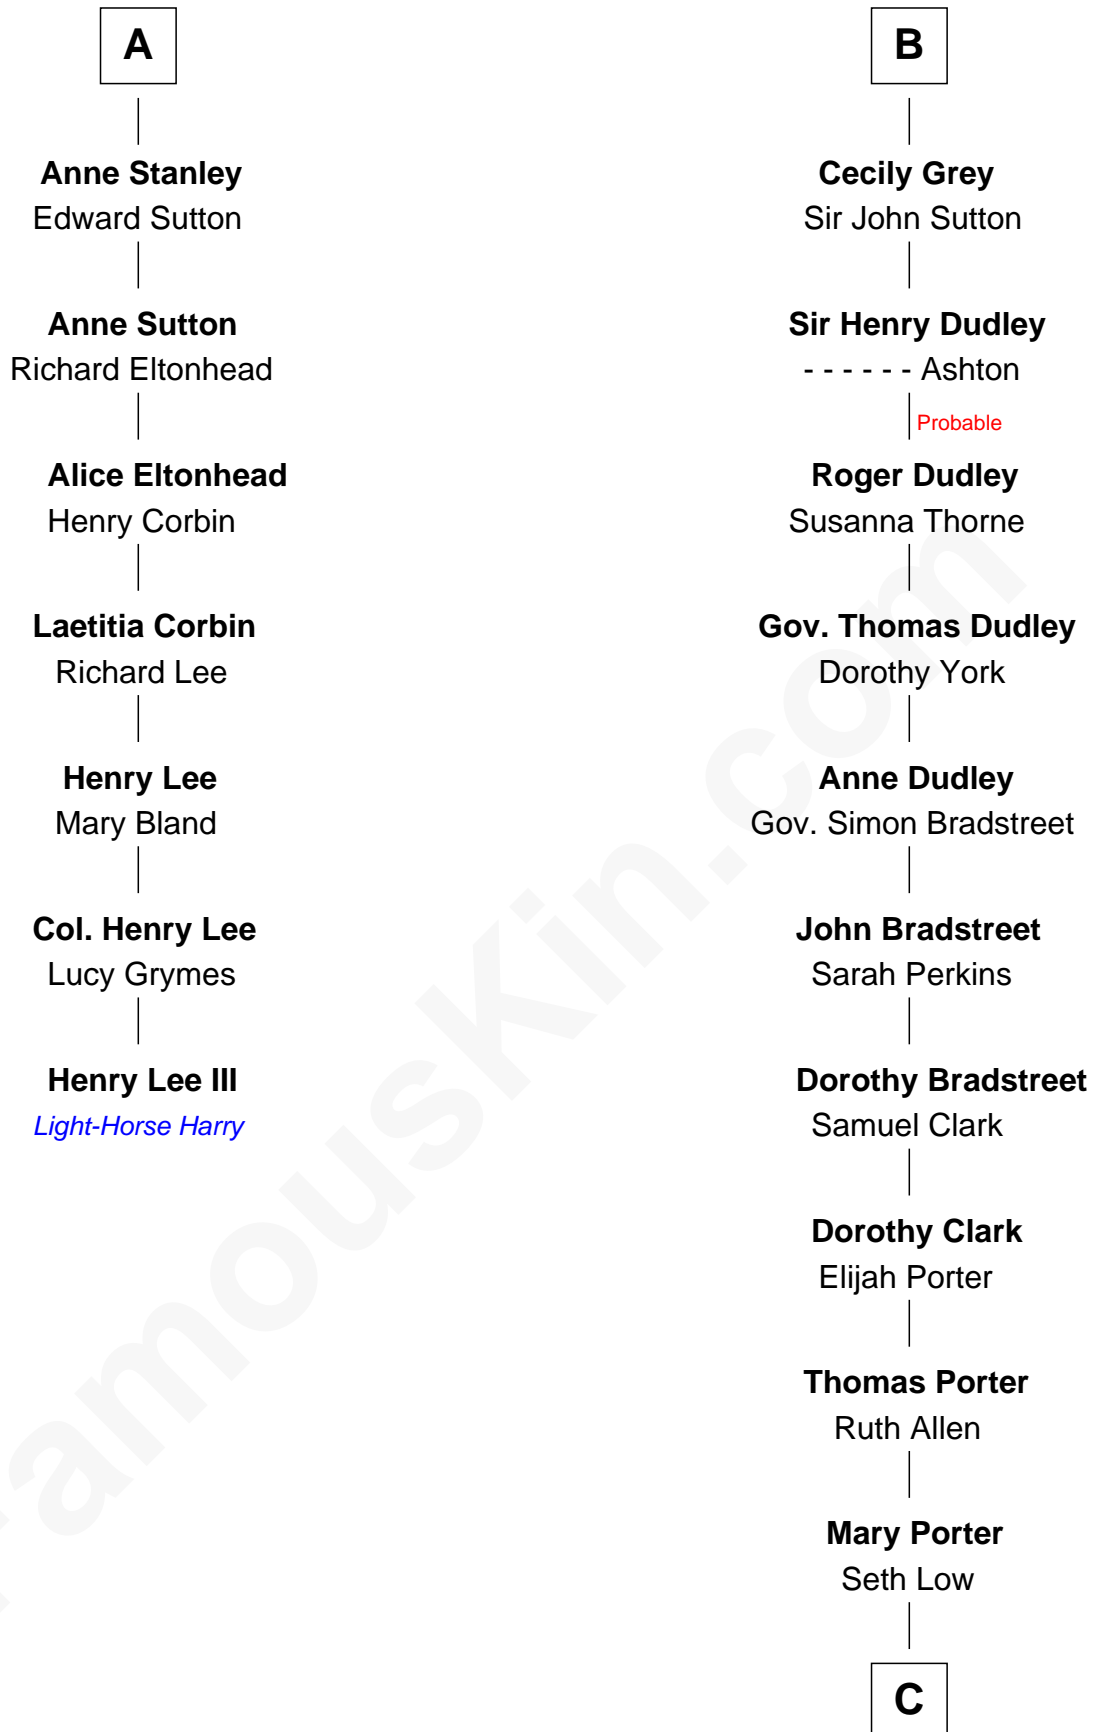 A
Anne Stanley
Edward Sutton
Anne Sutton
Richard Eltonhead
Alice Eltonhead
Henry Corbin
Laetitia Corbin
Richard Lee
Henry Lee
Mary Bland
Col. Henry Lee
Lucy Grymes
Henry Lee III
Light-Horse Harry
B
Cecily Grey
Sir John Sutton
Sir Henry Dudley
- - - - - - Ashton
Probable
Roger Dudley
Susanna Thorne
Gov. Thomas Dudley
Dorothy York
Anne Dudley
Gov. Simon Bradstreet
John Bradstreet
Sarah Perkins
Dorothy Bradstreet
Samuel Clark
Dorothy Clark
Elijah Porter
Thomas Porter
Ruth Allen
Mary Porter
Seth Low
C
FamousKin.com